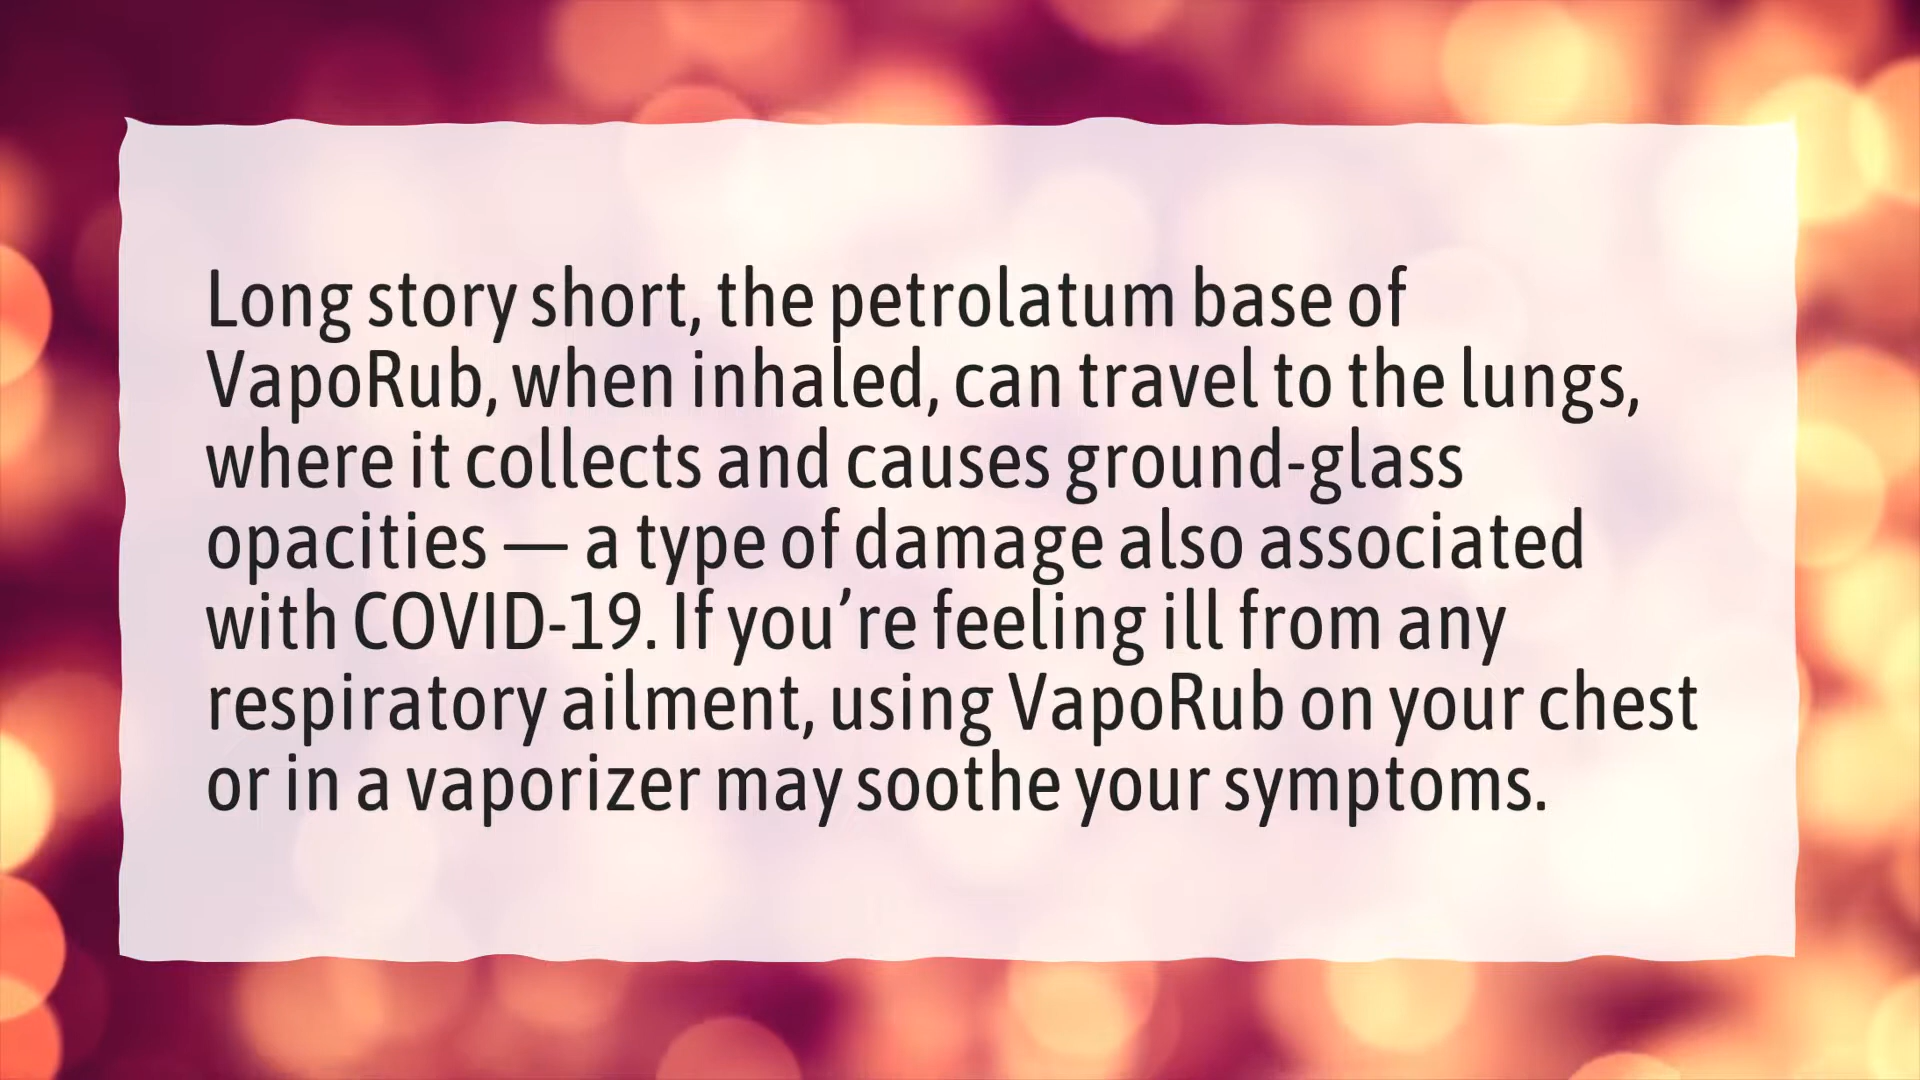 Long story short, the petrolatum base of
VapoRub, when inhaled, can travel to the lungs,
where it collects and causes ground-glass
opacities — a type of damage also associated
with COVID-19. If you’re feeling ill from any
respiratory ailment, using VapoRub on your chest
or in a vaporizer may soothe your symptoms.